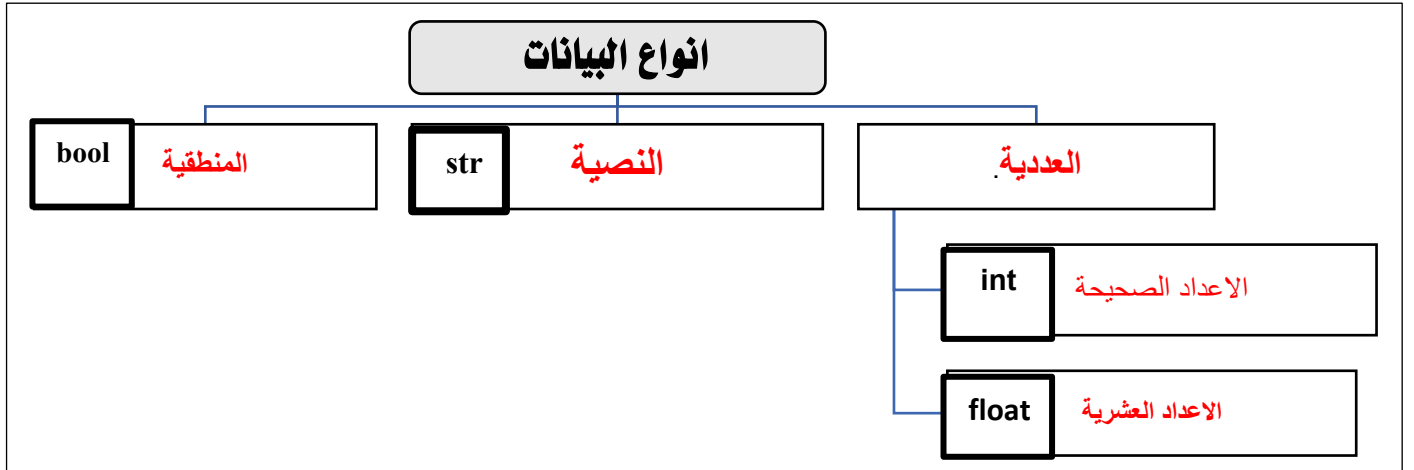 انواع البيانات
العددية.
النصية
str
المنطقية
bool
الاعداد الصحيحة
int
الاعداد العشرية
float